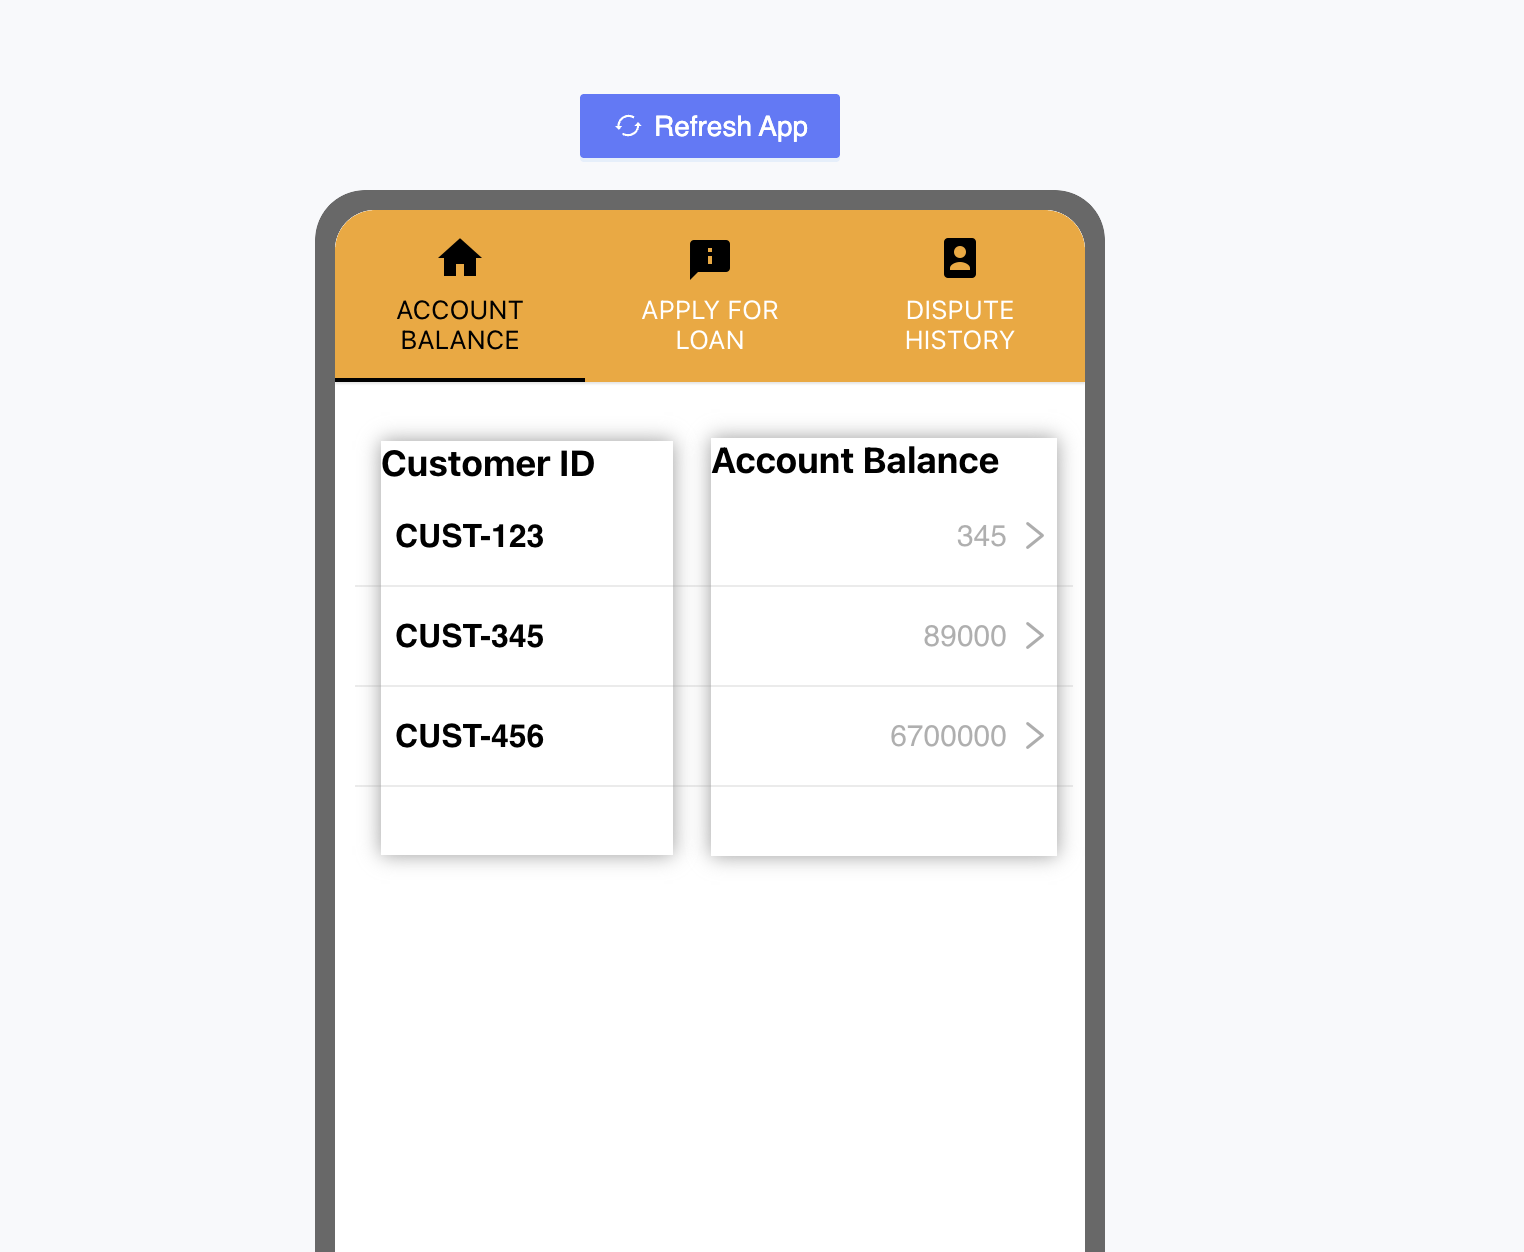 Refresh App
ACCOUNT
BALANCE
APPLY FOR
LOAN
DISPUTE
HISTORY
Customer ID
Account Balance
CUST-123
345
CUST-345
89000
CUST-456
6700000